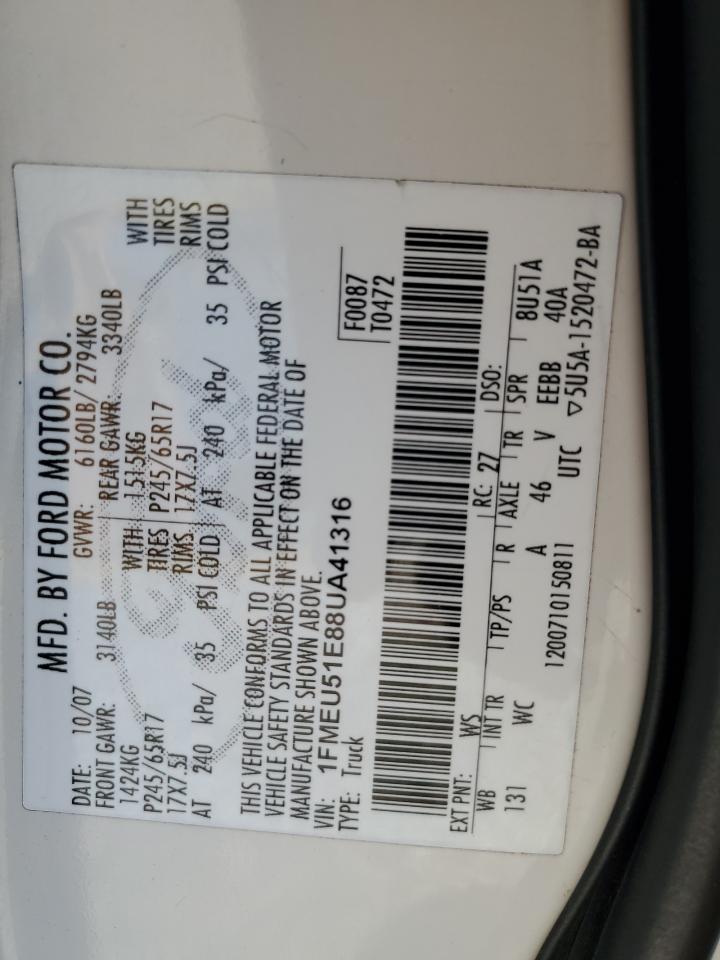 MFD. BY FORD MOTOR CO.
DATE: 10/07 GVWR: 6160LB/ 2794KG
FRONT GAWR: 3140LB REAR GAWR: 3340LB
1424KG WITH 1515KG WITH
P245/65R17 TIRES P245/65R17 TIRES
17X7.5J RIMS 17X7.5J RIMS
AT 240 kPa/ 35 PSI COLD AT 240 kPa/ 35 PSI COLD
THIS VEHICLE CONFORMS TO ALL APPLICABLE FEDERAL MOTOR
VEHICLE SAFETY STANDARDS IN EFFECT ON THE DATE OF
MANUFACTURE SHOWN ABOVE.
VIN: 1FMEU51E88UA41316
TYPE: Truck
F0087
T0472
EXT PNT: WS RC: 27 DSO:
WB INT TR TP/PS R AXLE TR SPR 8U51A
131 WC A 46 V EEBB 40A
1200710150811 UTC ▽5U5A-1520472-BA